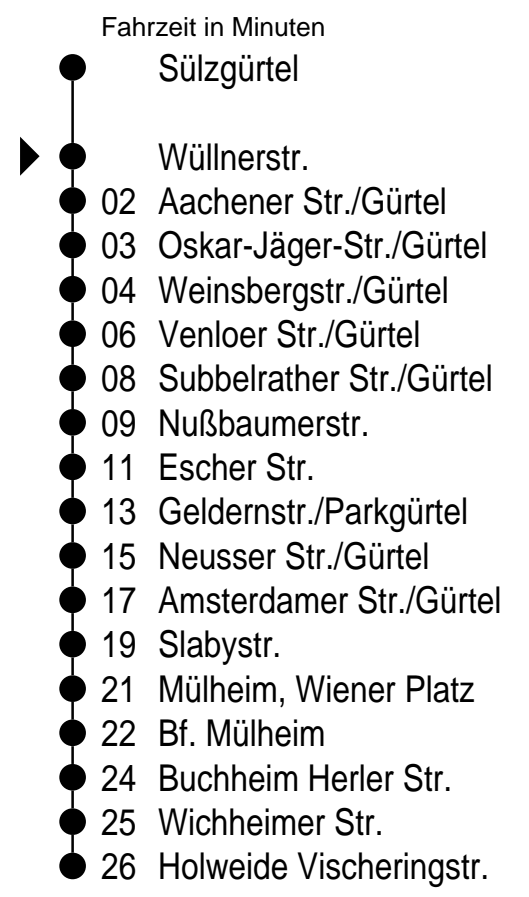 Fahrzeit in Minuten
Sülzgürtel
Wüllnerstr.
02 Aachener Str./Gürtel
03 Oskar-Jäger-Str./Gürtel
04 Weinsbergstr./Gürtel
06 Venloer Str./Gürtel
08 Subbelrather Str./Gürtel
09 Nußbaumerstr.
11 Escher Str.
13 Geldernstr./Parkgürtel
15 Neusser Str./Gürtel
17 Amsterdamer Str./Gürtel
19 Slabystr.
21 Mülheim, Wiener Platz
22 Bf. Mülheim
24 Buchheim Herler Str.
25 Wichheimer Str.
26 Holweide Vischeringstr.